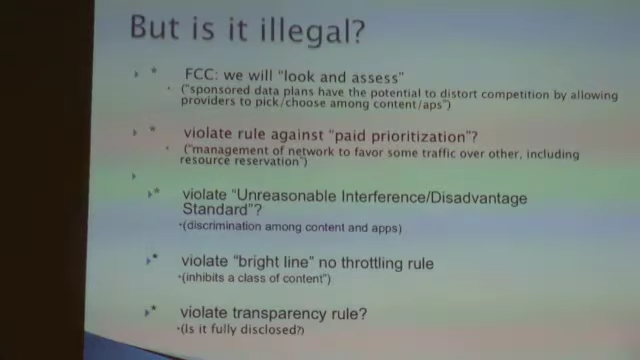 But is it illegal?
* FCC: we will "look and assess"
("sponsored data plans have the potential to distort competition by allowing
providers to pick/choose among content/aps")
* violate rule against "paid prioritization"?
("management of network to favor some traffic over other, including
resource reservation")
* violate "Unreasonable Interference/Disadvantage
Standard"?
(discrimination among content and apps)
* violate "bright line" no throttling rule
(inhibits a class of content")
* violate transparency rule?
(Is it fully disclosed?)